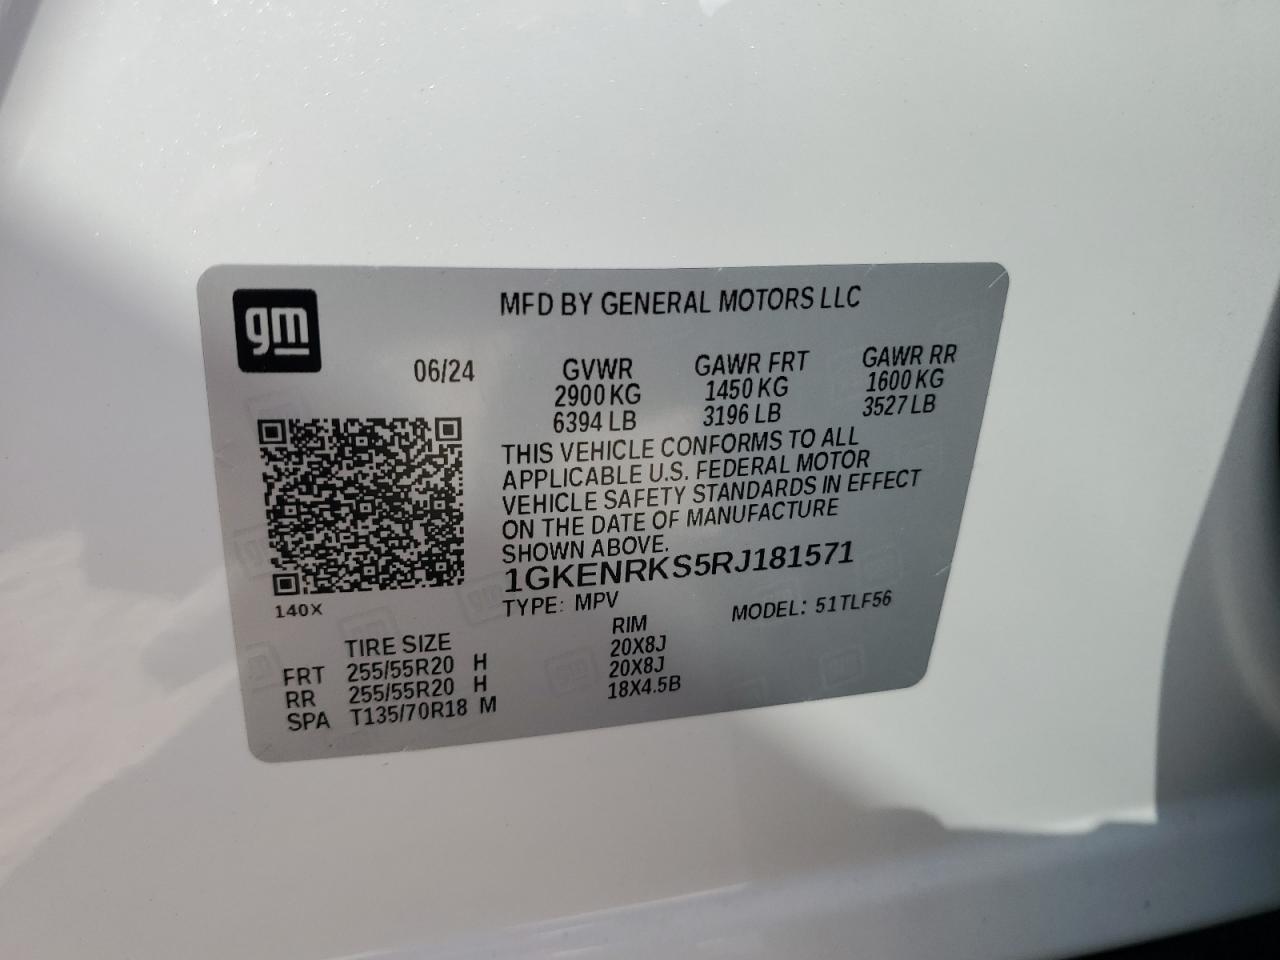 gm
MFD BY GENERAL MOTORS LLC
06/24 GVWR GAWR FRT GAWR RR
2900 KG 1450 KG 1600 KG
6394 LB 3196 LB 3527 LB
THIS VEHICLE CONFORMS TO ALL
APPLICABLE U.S. FEDERAL MOTOR
VEHICLE SAFETY STANDARDS IN EFFECT
ON THE DATE OF MANUFACTURE
SHOWN ABOVE.
1GKENRKS5RJ181571
140X
TYPE: MPV MODEL: 51TLF56
TIRE SIZE RIM
FRT 255/55R20 H 20X8J
RR 255/55R20 H 20X8J
SPA T135/70R18 M 18X4.5B